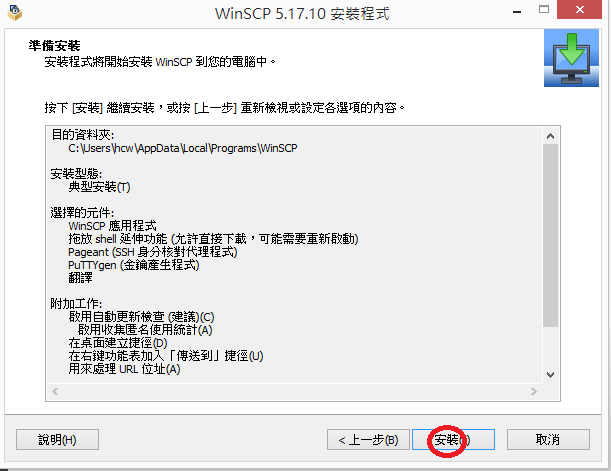 WinSCP 5.17.10 安裝程式
準備安裝
安裝程式將開始安裝 WinSCP 到您的電腦中。
按下 [安裝] 繼續安裝，或按 [上一步] 重新檢視或設定各選項的內容。
目的資料夾:
C:\Users\hcw\AppData\Local\Programs\WinSCP
安裝型態:
典型安裝(T)
選擇的元件:
WinSCP 應用程式
拖放 shell 延伸功能 (允許直接下載，可能需要重新啟動)
Pageant (SSH 身分核對代理程式)
PuTTYgen (金鑰產生程式)
翻譯
附加工作:
啟用自動更新檢查 (建議)(C)
啟用收集匿名使用統計(A)
在桌面建立捷徑(D)
在右鍵功能表加入「傳送到」捷徑(U)
用來處理 URL 位址(A)
說明(H)
< 上一步(B)
安裝
取消